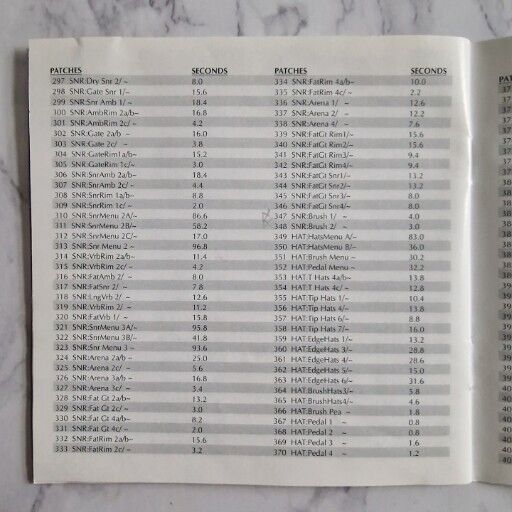 PATCHES SECONDS
297 SNR:Dry Snr 2/ ~ 8.0
298 SNR:Gate Snr 1/~ 15.6
299 SNR:Snr Amb 1/ ~ 18.4
300 SNR:AmbRim 2a/b~ 16.8
301 SNR:AmbRim 2c/ ~ 4.2
302 SNR:Gate 2a/b ~ 16.0
303 SNR:Gate 2c/ ~ 3.8
304 SNR:GateRim1a/b~ 15.2
305 SNR:GateRim 1c/~ 3.0
306 SNR:SnrAmb 2a/b~ 18.4
307 SNR:SnrAmb 2c/ ~ 4.4
308 SNR:SnrRim 1a/b~ 8.8
309 SNR:SnrRim 1c/ ~ 2.0
310 SNR:SnrMenu 2A/~ 86.6
311 SNR:SnrMenu 2B/~ 58.2
312 SNR:SnrMenu 2C/~ 17.0
313 SNR:Snr Menu 2 ~ 96.8
314 SNR:VrbRim 2a/b~ 11.4
315 SNR:VrbRim 2c/ ~ 4.2
316 SNR:FatAmb 2/ ~ 8.0
317 SNR:FatSnr 2/ ~ 7.8
318 SNR:LngVrb 2/ ~ 12.6
319 SNR:VrbRim 2/ ~ 11.2
320 SNR:FatVrb 1/ ~ 15.8
321 SNR:SnrMenu 3A/~ 95.8
322 SNR:SnrMenu 3B/~ 41.8
323 SNR:Snr Menu 3 ~ 93.6
324 SNR:Arena 2a/b ~ 25.0
325 SNR:Arena 2c/ ~ 5.6
326 SNR:Arena 3a/b ~ 16.8
327 SNR:Arena 3c/ ~ 3.4
328 SNR:Fat Gt 2a/b~ 13.2
329 SNR:Fat Gt 2c/ ~ 3.0
330 SNR:Fat Gt 4a/b~ 8.2
331 SNR:Fat Gt 4c/ ~ 2.0
332 SNR:FatRim 2a/b~ 15.6
333 SNR:FatRim 2c/ ~ 3.2
PATCHES SECONDS
334 SNR:FatRim 4a/b~ 10.0
335 SNR:FatRim 4c/ ~ 2.2
336 SNR:Arena 1/ ~ 12.6
337 SNR:Arena 2/ ~ 12.2
338 SNR:Arena 4/ ~ 7.6
339 SNR:FatGt Rim1/~ 15.6
340 SNR:FatGt Rim2/~ 15.6
341 SNR:FatGt Rim3/~ 9.4
342 SNR:FatGt Rim4/~ 9.4
343 SNR:FatGt Snr1/~ 13.2
344 SNR:FatGt Snr2/~ 13.2
345 SNR:FatGt Snr3/~ 8.0
346 SNR:FatGt Snr4/~ 8.0
347 SNR:Brush 1/ ~ 4.0
348 SNR:Brush 2/ ~ 3.0
349 HAT:HatsMenu A/~ 83.0
350 HAT:HatsMenu B/~ 36.0
351 HAT:Brush Menu ~ 30.2
352 HAT:Pedal Menu ~ 32.2
353 HAT:T Hats 4a/b~ 13.8
354 HAT:T Hats 4c/ ~ 12.8
355 HAT:Tip Hats 1/~ 10.4
356 HAT:Tip Hats 4/~ 13.8
357 HAT:Tip Hats 6/~ 8.8
358 HAT:Tip Hats 7/~ 16.0
359 HAT:EdgeHats 1/~ 13.2
360 HAT:EdgeHats 3/~ 28.8
361 HAT:EdgeHats 4/~ 28.6
362 HAT:EdgeHats 5/~ 15.0
363 HAT:EdgeHats 6/~ 31.6
364 HAT:BrushHats3/~ 5.8
365 HAT:BrushHats4/~ 4.6
366 HAT:Brush Pea ~ 1.8
367 HAT:Pedal 1 ~ 0.8
368 HAT:Pedal 2 ~ 0.8
369 HAT:Pedal 3 ~ 1.6
370 HAT:Pedal 4 ~ 1.2